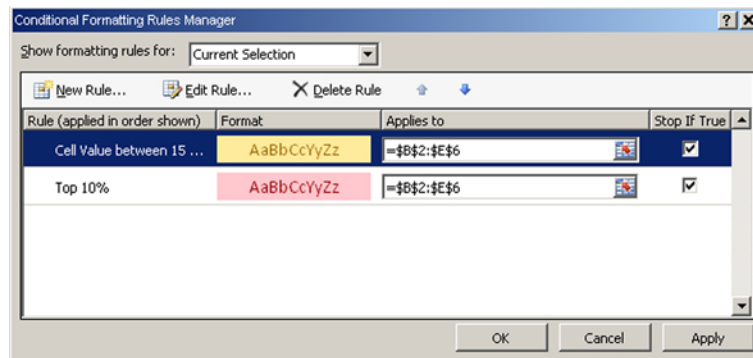 Conditional Formatting Rules Manager
Show formatting rules for: Current Selection
New Rule... Edit Rule... Delete Rule
Rule (applied in order shown) Format Applies to Stop If True
Cell Value between 15 ... AaBbCcYyZz =$B$2:$E$6
Top 10% AaBbCcYyZz =$B$2:$E$6
OK Cancel Apply